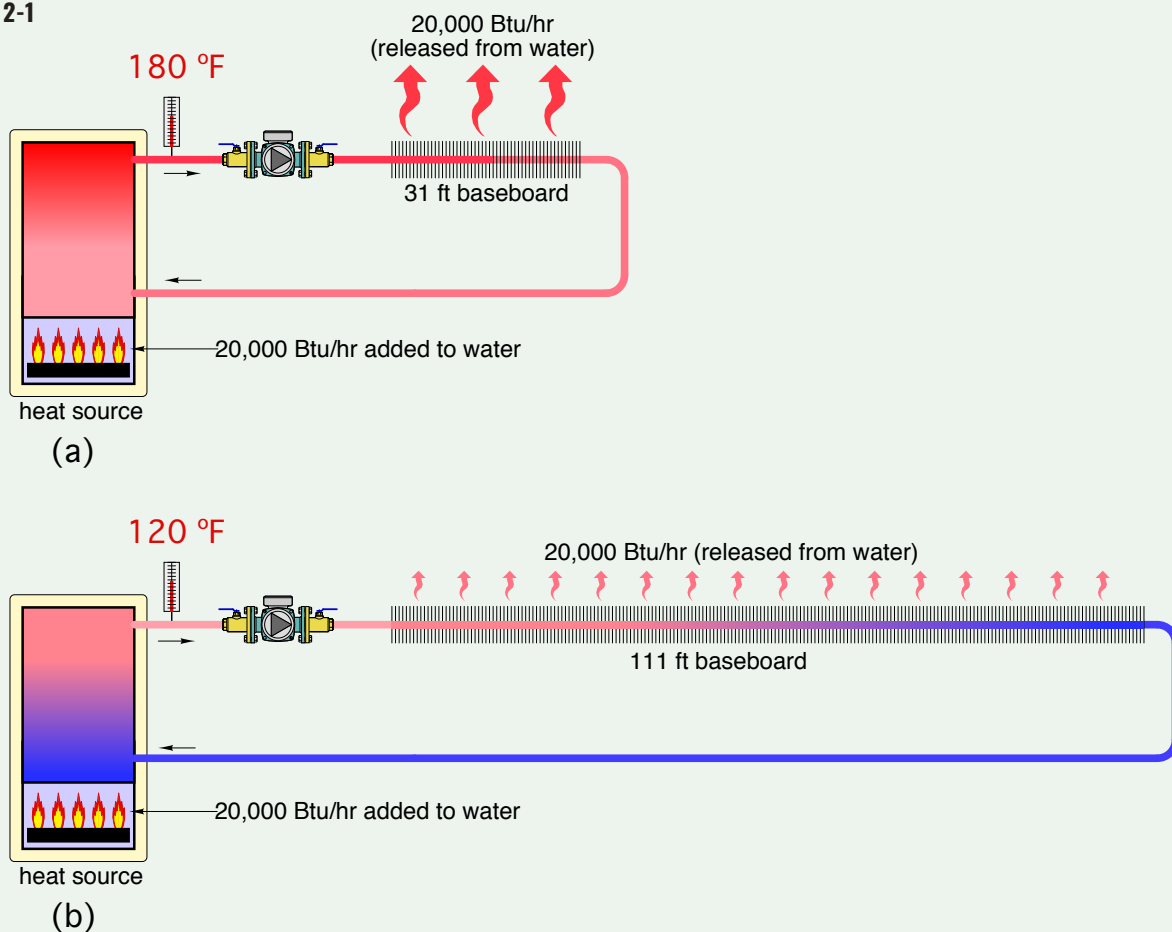 2-1
20,000 Btu/hr
(released from water)
180 ºF
31 ft baseboard
20,000 Btu/hr added to water
heat source
(a)
120 ºF
20,000 Btu/hr (released from water)
111 ft baseboard
20,000 Btu/hr added to water
heat source
(b)